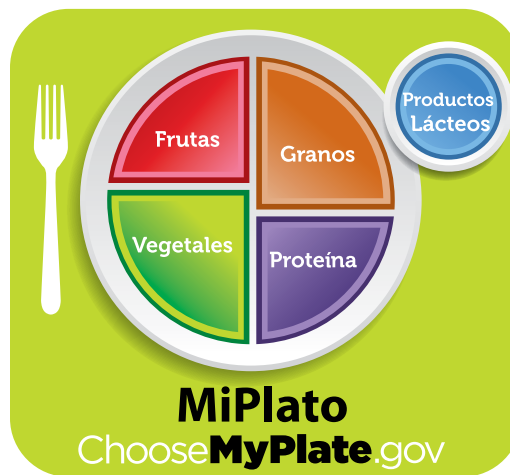 Frutas
Granos
Productos
Lácteos
Vegetales
Proteína
MiPlato
ChooseMyPlate.gov